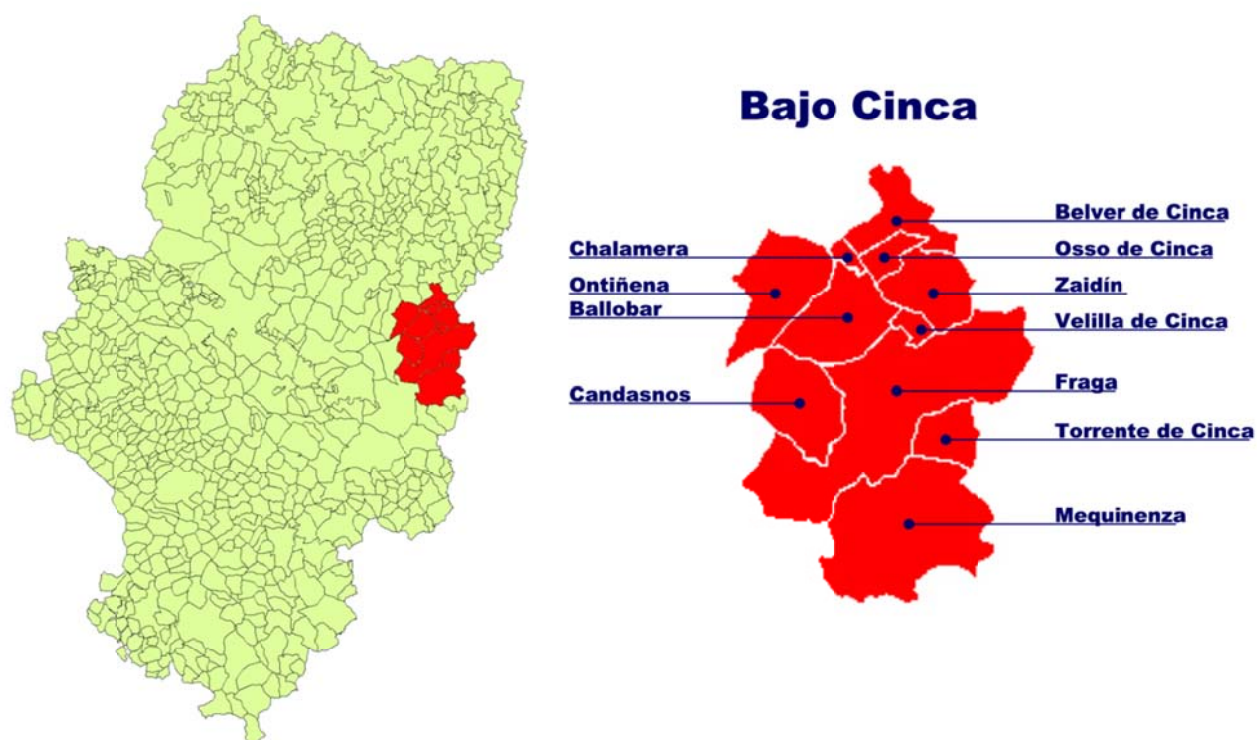 Bajo Cinca
Chalamera
Ontiñena
Ballobar
Candasnos
Belver de Cinca
Osso de Cinca
Zaidín
Velilla de Cinca
Fraga
Torrente de Cinca
Mequinenza